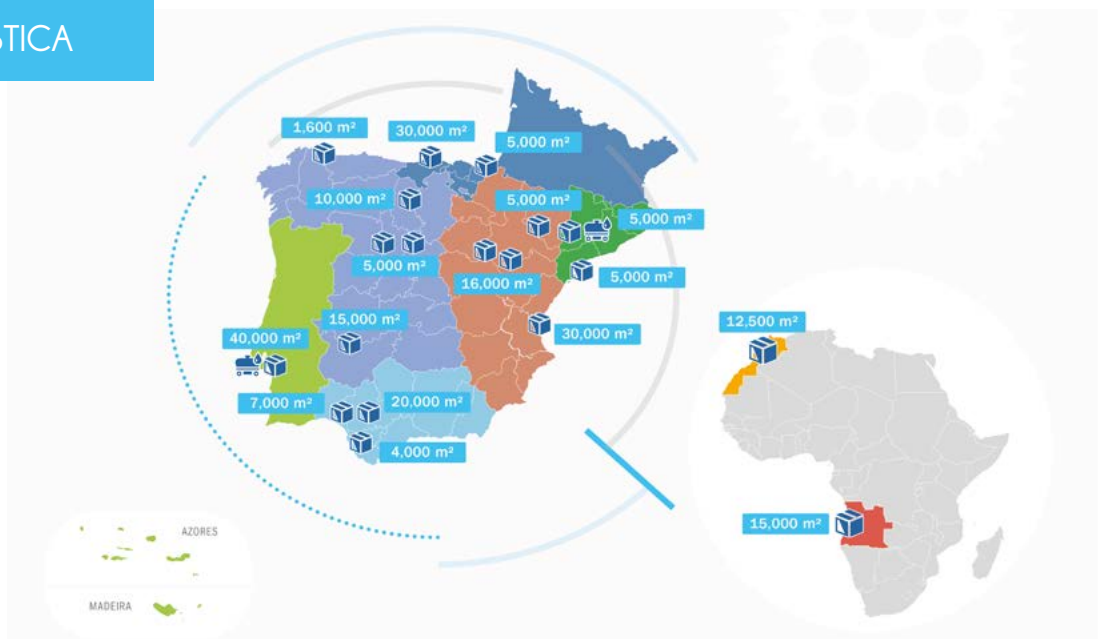 STICA
1,600 m²
30,000 m²
5,000 m²
10,000 m²
5,000 m²
5,000 m²
5,000 m²
16,000 m²
5,000 m²
15,000 m²
30,000 m²
40,000 m²
7,000 m²
20,000 m²
4,000 m²
12,500 m²
15,000 m²
AZORES
MADEIRA